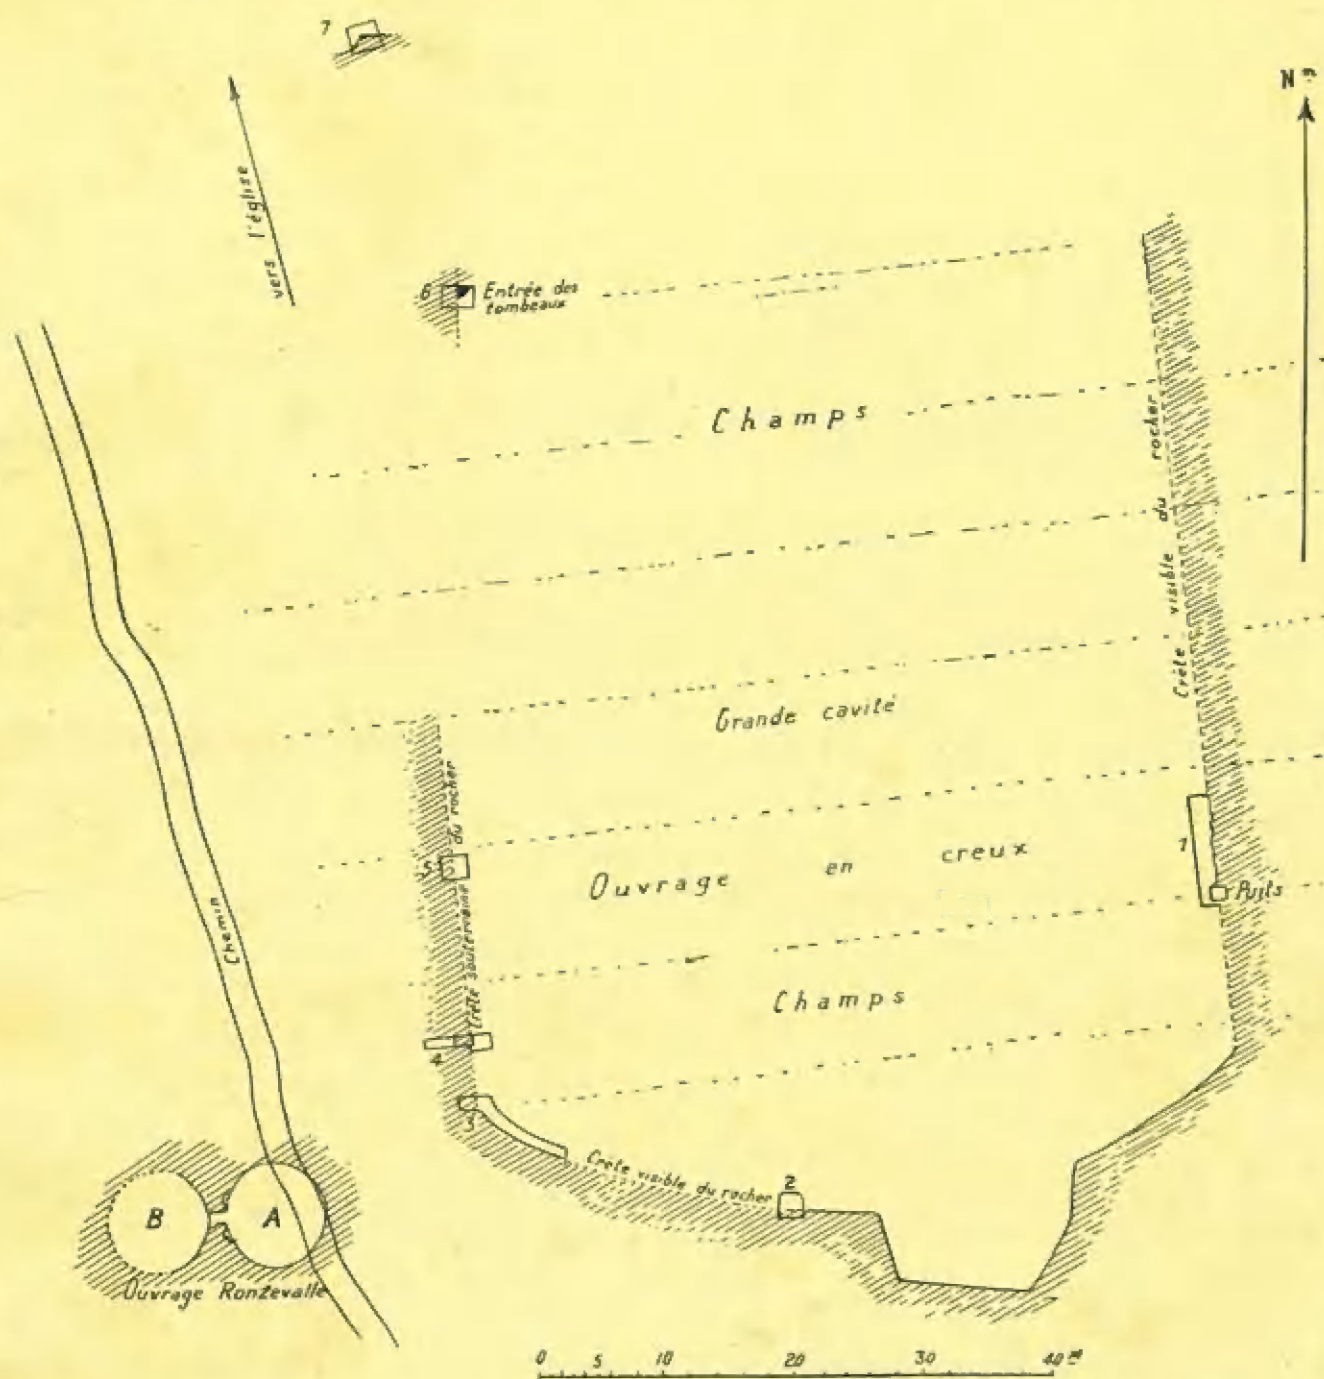 7
N g
vers l'église
6
Entrée des
tombeaux
Champs
Crête visible du rocher
Grande cavité
Crête souterraine du rocher
5
Ouvrage en creux
1
Puits
Chemin
Champs
4
3
Crête visible du rocher
2
B
A
Ouvrage Ronzevalle
0 5 10 20 30 40 m